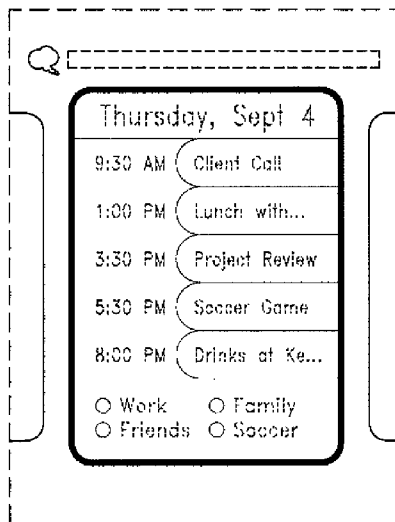 Thursday, Sept 4
9:30 AM Client Call
1:00 PM Lunch with...
3:30 PM Project Review
5:30 PM Soccer Game
8:00 PM Drinks at Ke...
Work Family
Friends Soccer